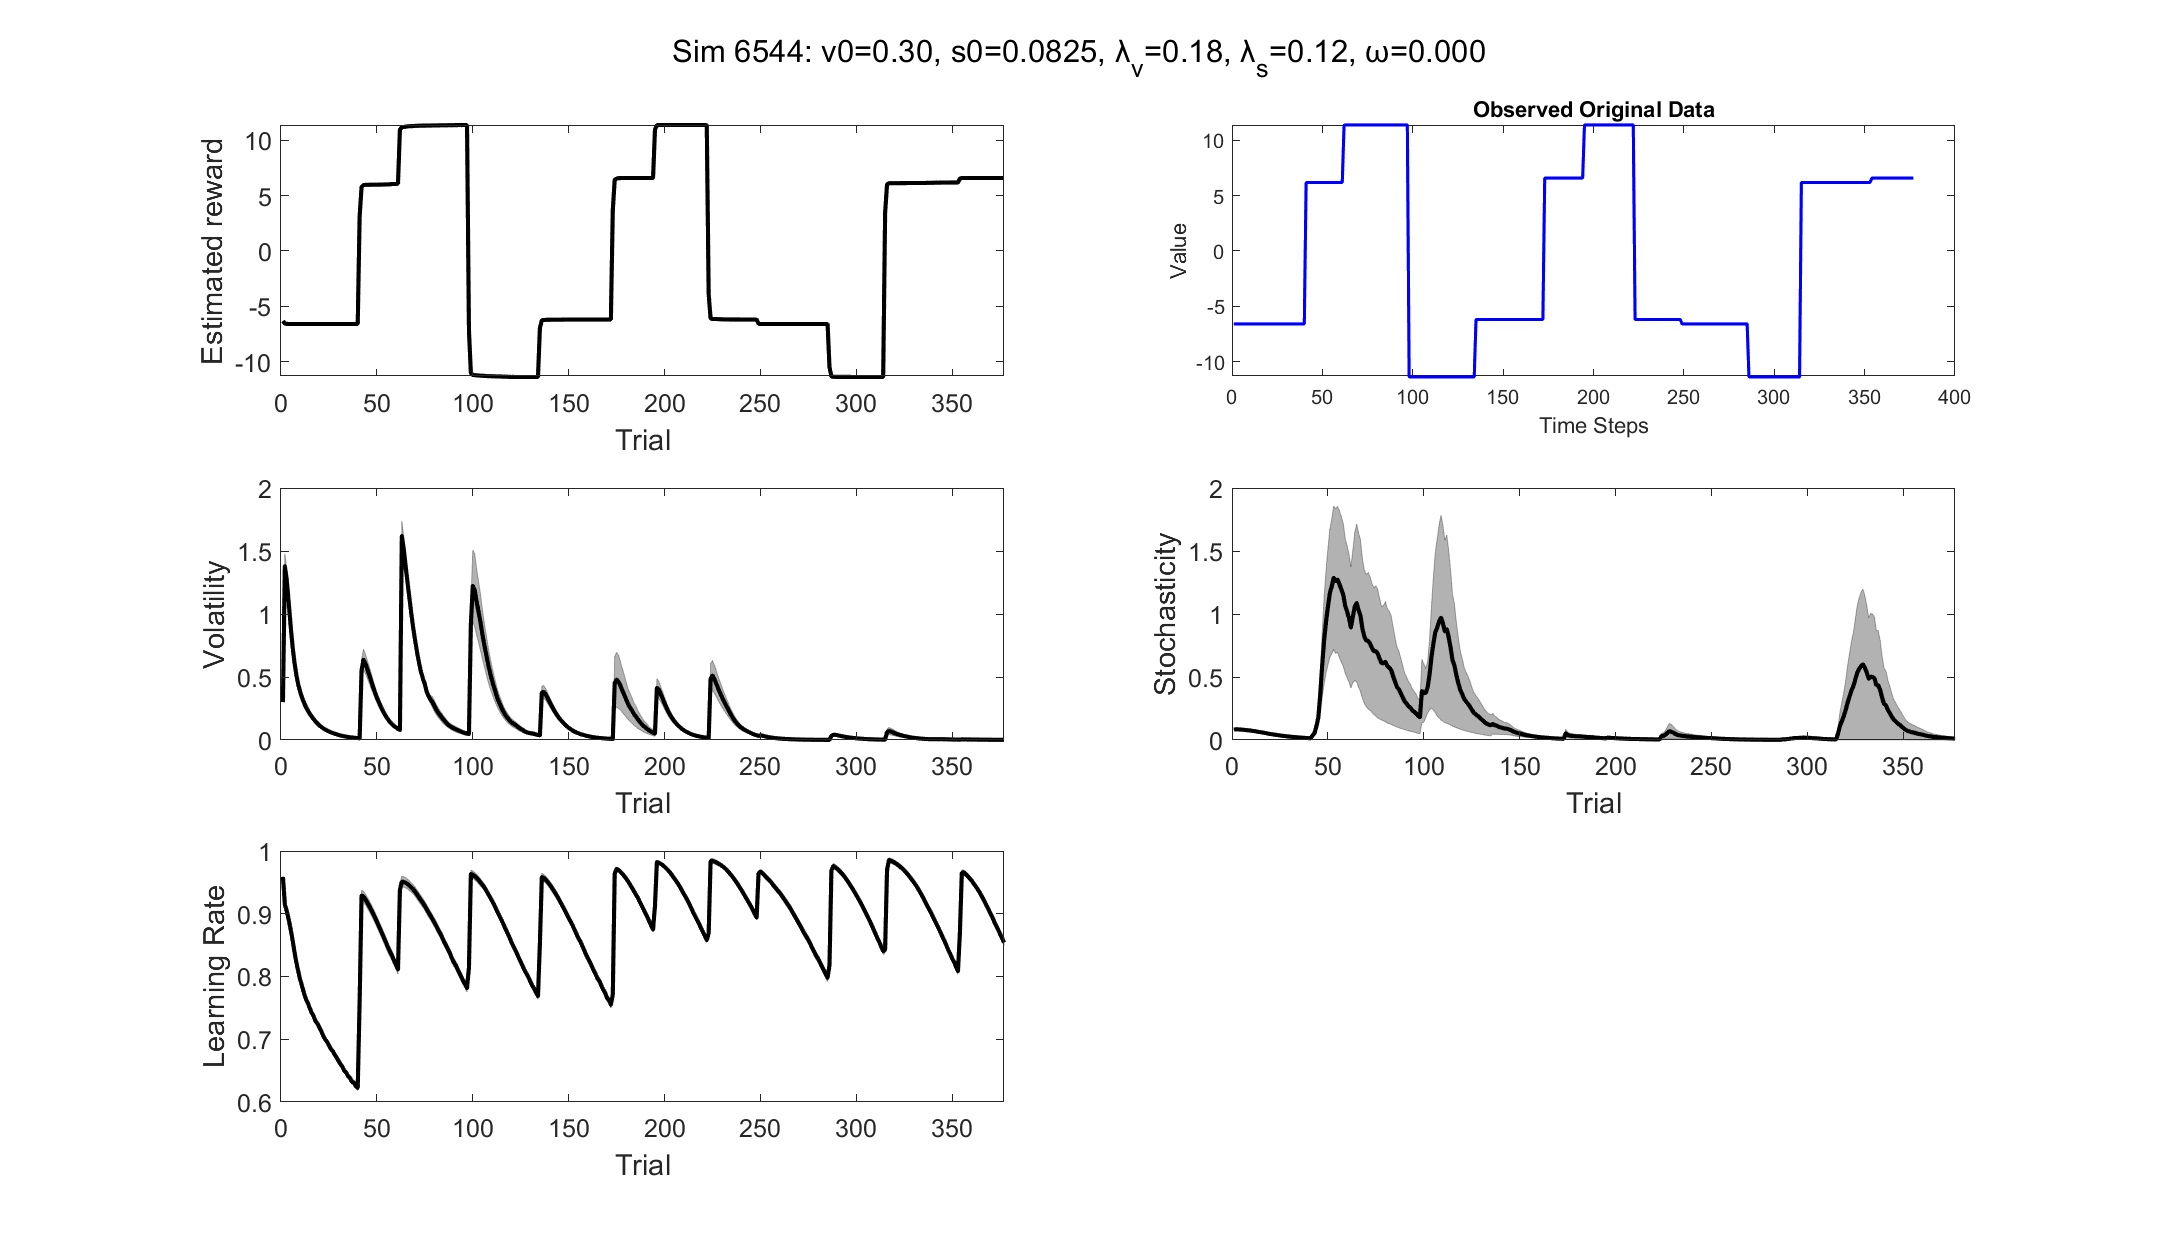 Sim 6544: v0=0.30, s0=0.0825, λ_v=0.18, λ_s=0.12, ω=0.000
Estimated reward
10
5
0
-5
-10
0 50 100 150 200 250 300 350
Trial
Observed Original Data
Value
10
5
0
-5
-10
0 50 100 150 200 250 300 350 400
Time Steps
Volatility
2
1.5
1
0.5
0
0 50 100 150 200 250 300 350
Trial
Stochasticity
2
1.5
1
0.5
0
0 50 100 150 200 250 300 350
Trial
Learning Rate
1
0.9
0.8
0.7
0.6
0 50 100 150 200 250 300 350
Trial